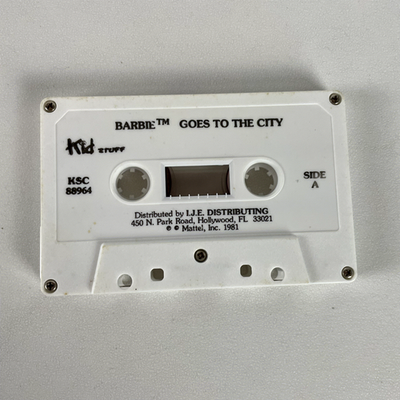 BARBIE™ GOES TO THE CITY
Kid STUFF
KSC
88964
SIDE
A
Distributed by I.J.E. DISTRIBUTING
450 N. Park Road, Hollywood, FL 33021
© ℗ Mattel, Inc. 1981